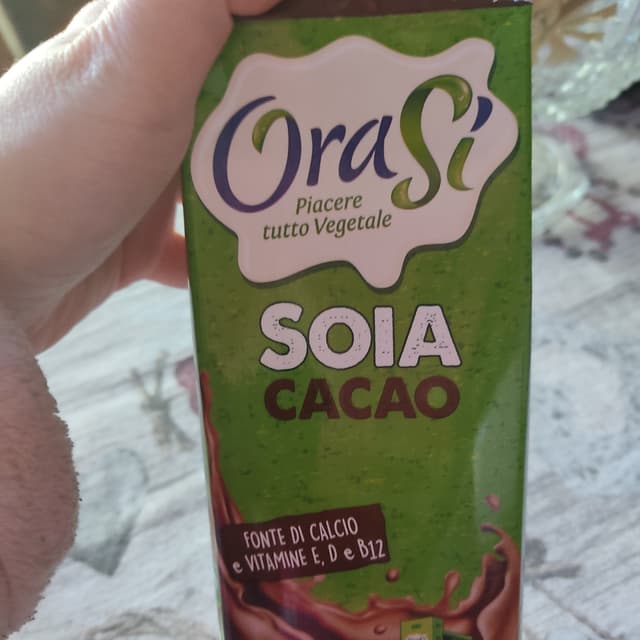 OraSì
Piacere
tutto Vegetale
SOIA
CACAO
FONTE DI CALCIO
e VITAMINE E, D e B12